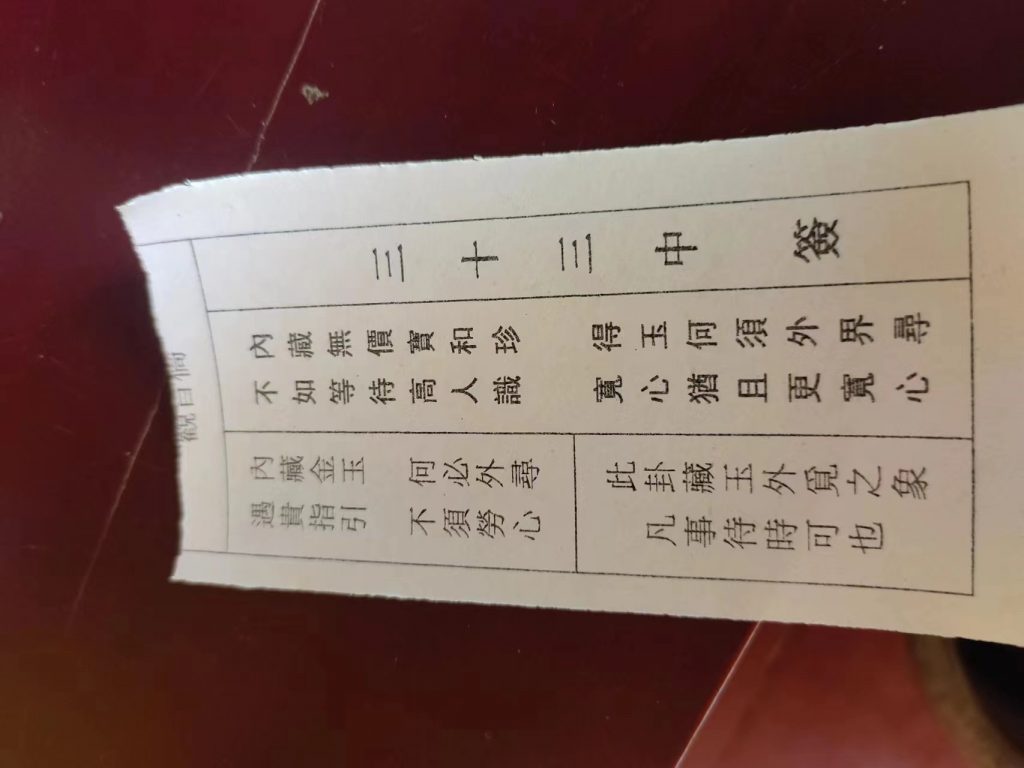 三十三中簽
內藏無價寶和珍 得玉何須外界尋
不如等待高人識 寬心猶且更寬心
內藏金玉 何必外尋
遇貴指引 不須勞心
此卦藏玉外覓之象
凡事待時可也